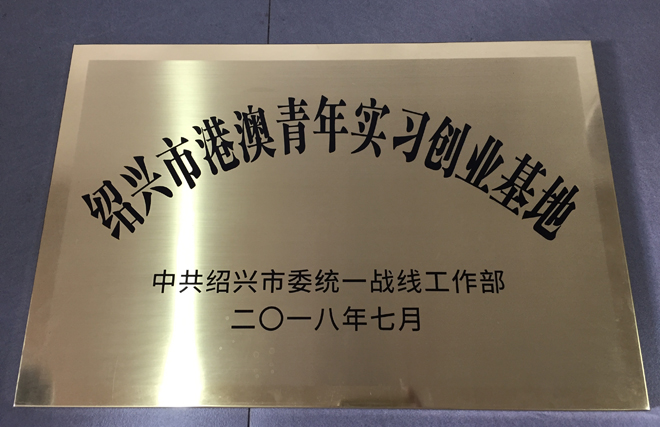 绍兴市港澳青年实习创业基地
中共绍兴市委统一战线工作部
二〇一八年七月